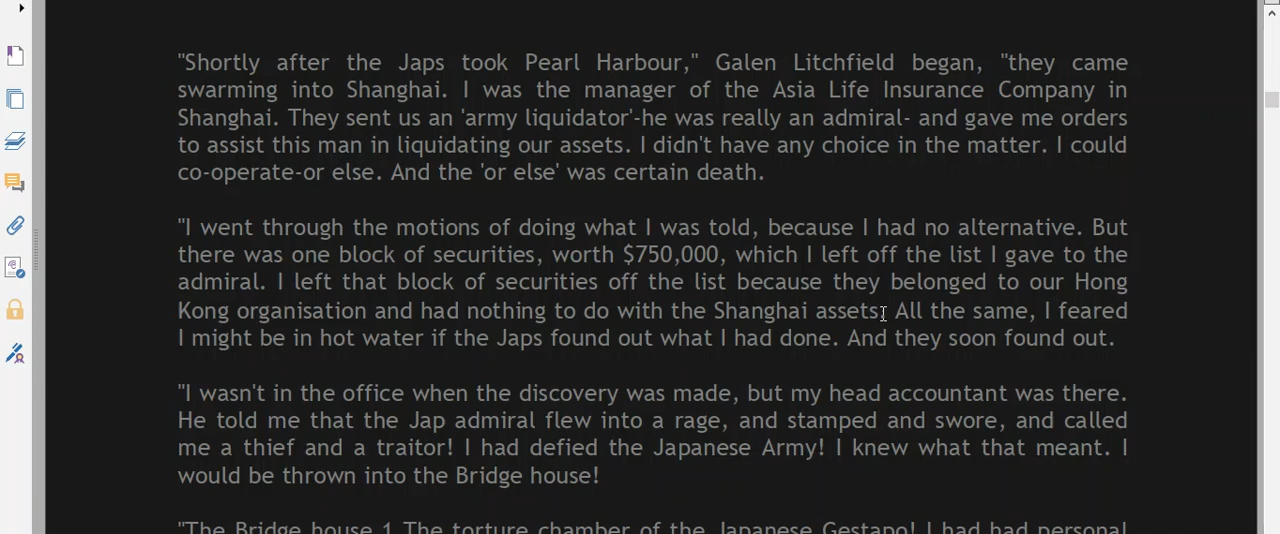 "Shortly after the Japs took Pearl Harbour," Galen Litchfield began, "they came
swarming into Shanghai. I was the manager of the Asia Life Insurance Company in
Shanghai. They sent us an 'army liquidator'-he was really an admiral- and gave me orders
to assist this man in liquidating our assets. I didn't have any choice in the matter. I could
co-operate-or else. And the 'or else' was certain death.
"I went through the motions of doing what I was told, because I had no alternative. But
there was one block of securities, worth $750,000, which I left off the list I gave to the
admiral. I left that block of securities off the list because they belonged to our Hong
Kong organisation and had nothing to do with the Shanghai assets. All the same, I feared
I might be in hot water if the Japs found out what I had done. And they soon found out.
"I wasn't in the office when the discovery was made, but my head accountant was there.
He told me that the Jap admiral flew into a rage, and stamped and swore, and called
me a thief and a traitor! I had defied the Japanese Army! I knew what that meant. I
would be thrown into the Bridge house!
"The Bridge house 1 The torture chamber of the Japanese Gestapo! I had had personal